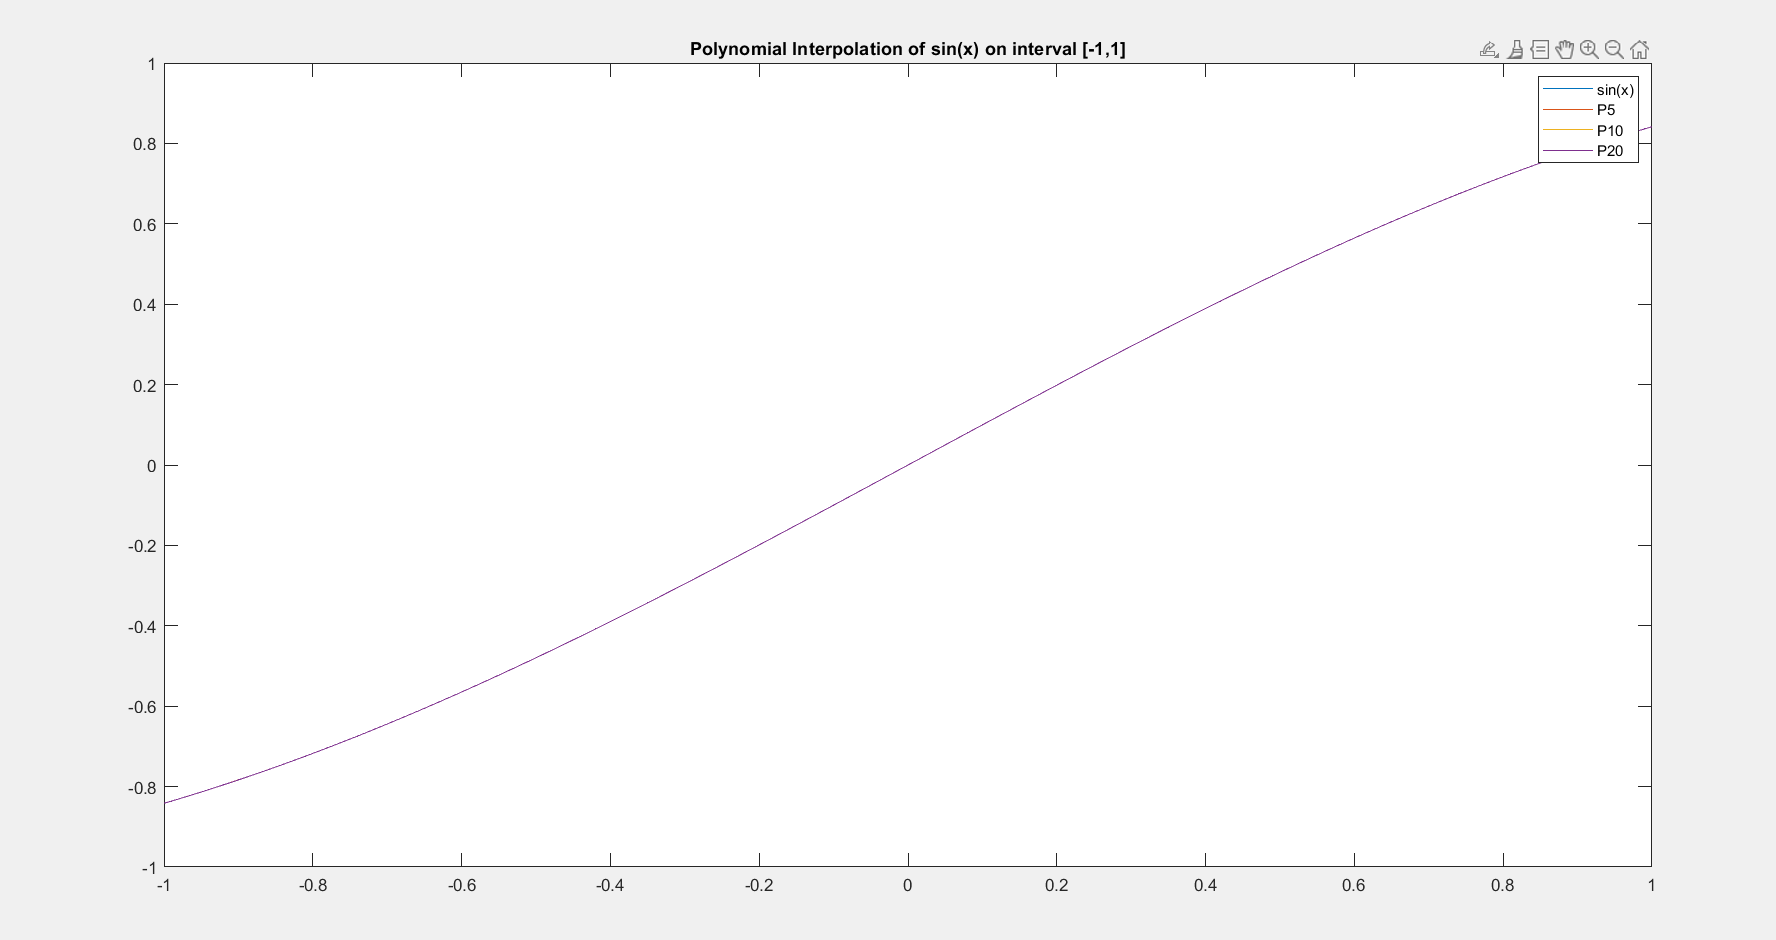 Polynomial Interpolation of sin(x) on interval [-1,1]
sin(x)
P5
P10
P20
1
0.8
0.6
0.4
0.2
0
-0.2
-0.4
-0.6
-0.8
-1
-1 -0.8 -0.6 -0.4 -0.2 0 0.2 0.4 0.6 0.8 1